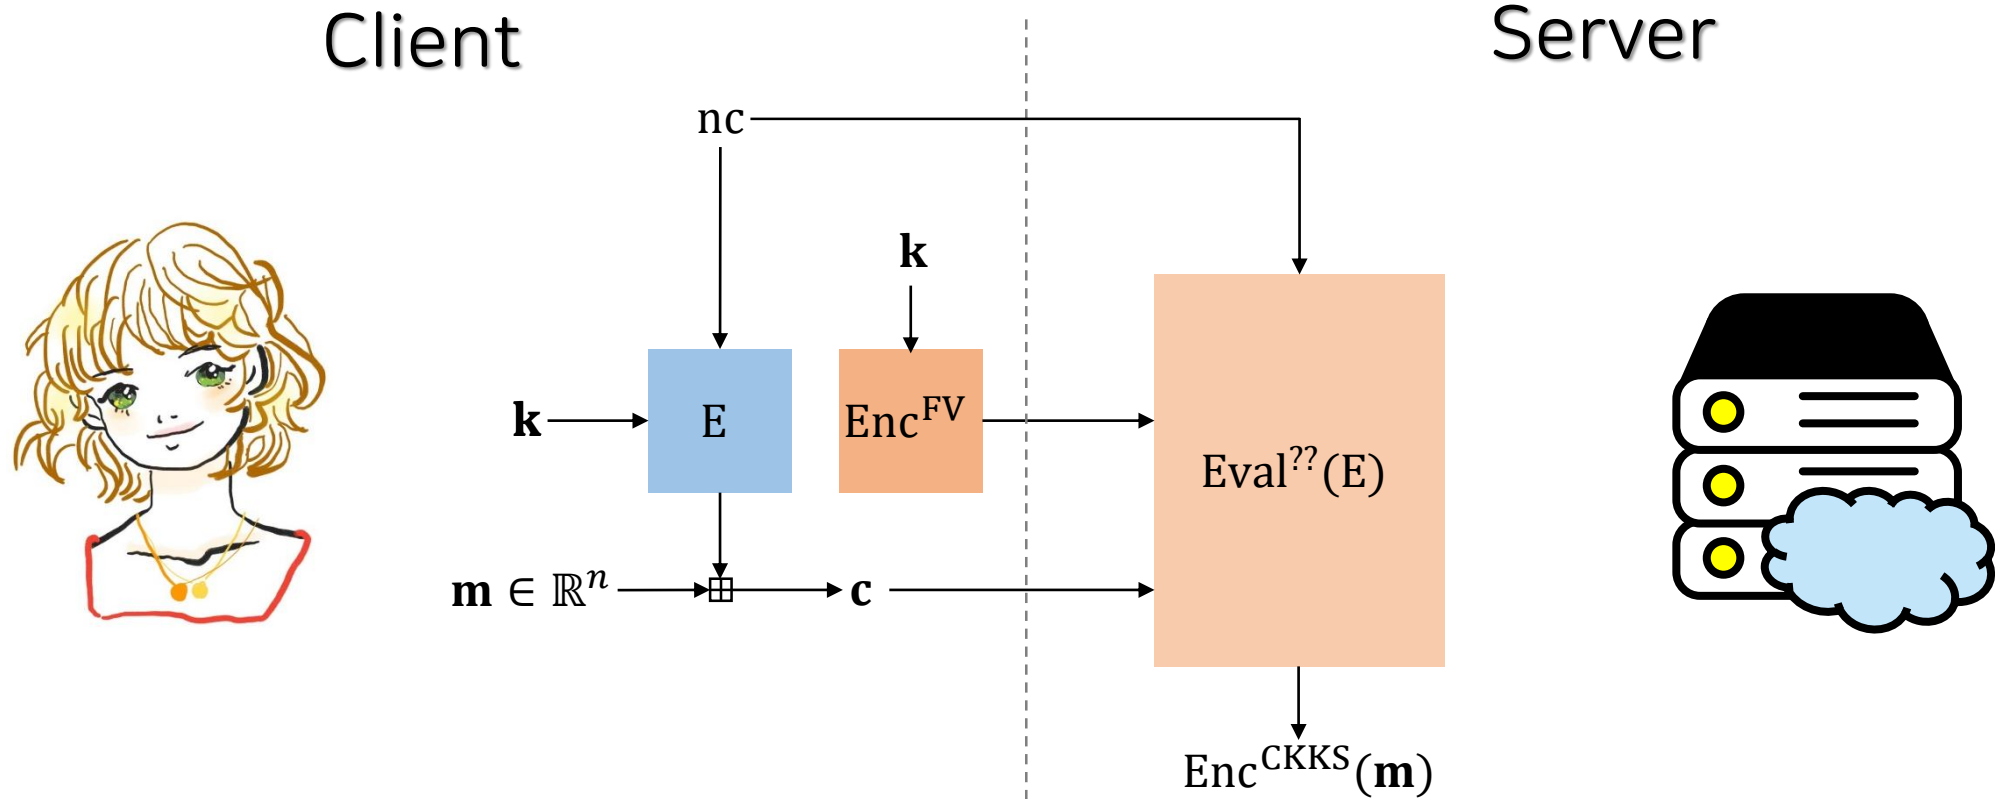 Client
Server
nc
k
k
E
Enc^FV
Eval^??(E)
m ∈ ℝ^n
c
Enc^CKKS(m)